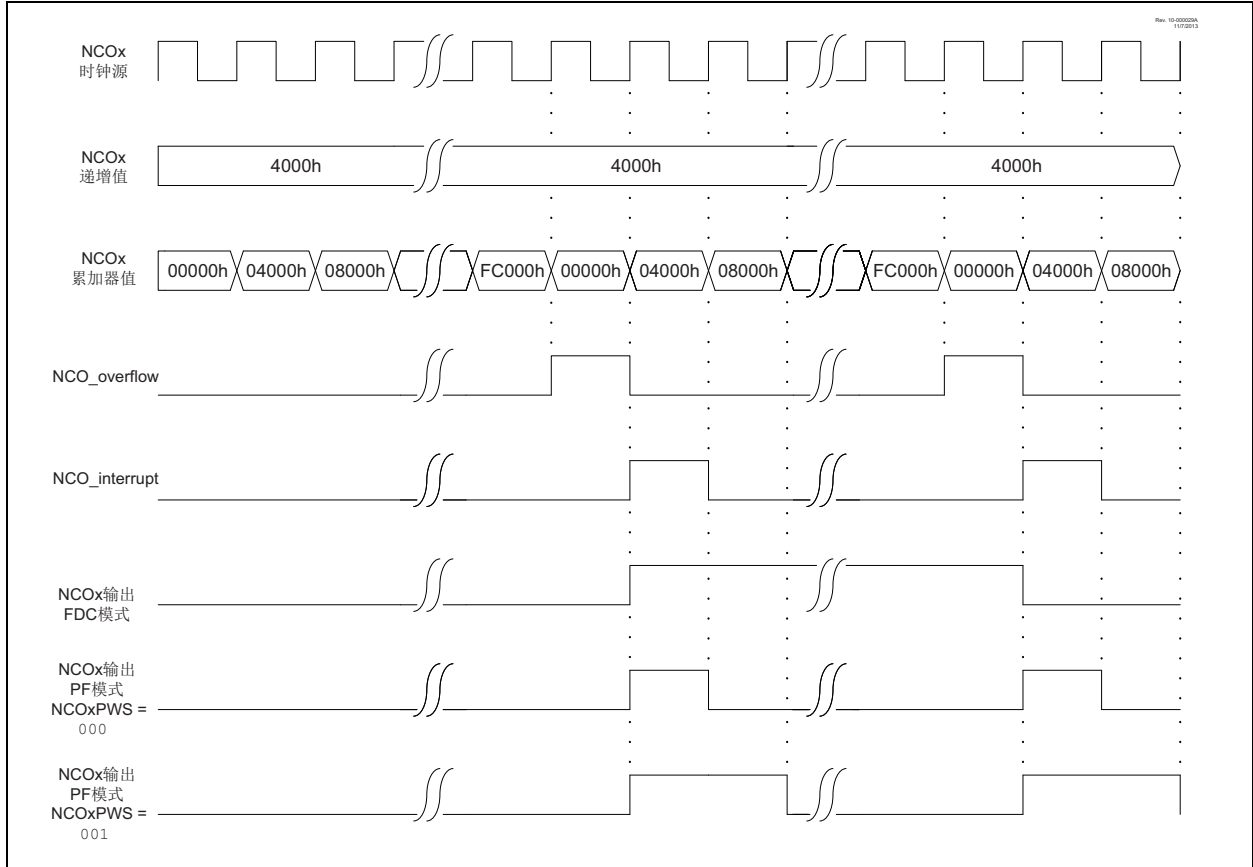 Rev. 10-000029A
11/7/2013
NCOx
时钟源
NCOx
递增值
4000h 4000h 4000h
NCOx
累加器值
00000h 04000h 08000h FC000h 00000h 04000h 08000h FC000h 00000h 04000h 08000h
NCO_overflow
NCO_interrupt
NCOx输出
FDC模式
NCOx输出
PF模式
NCOxPWS =
000
NCOx输出
PF模式
NCOxPWS =
001